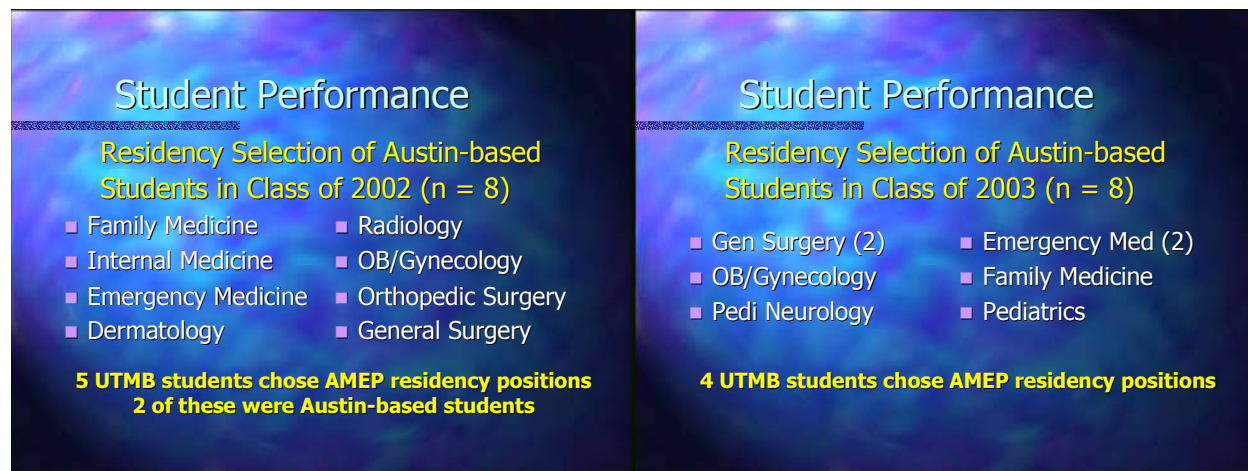 Student Performance
Residency Selection of Austin-based
Students in Class of 2002 (n = 8)
Family Medicine
Internal Medicine
Emergency Medicine
Dermatology
Radiology
OB/Gynecology
Orthopedic Surgery
General Surgery
5 UTMB students chose AMEP residency positions
2 of these were Austin-based students
Student Performance
Residency Selection of Austin-based
Students in Class of 2003 (n = 8)
Gen Surgery (2)
OB/Gynecology
Pedi Neurology
Emergency Med (2)
Family Medicine
Pediatrics
4 UTMB students chose AMEP residency positions